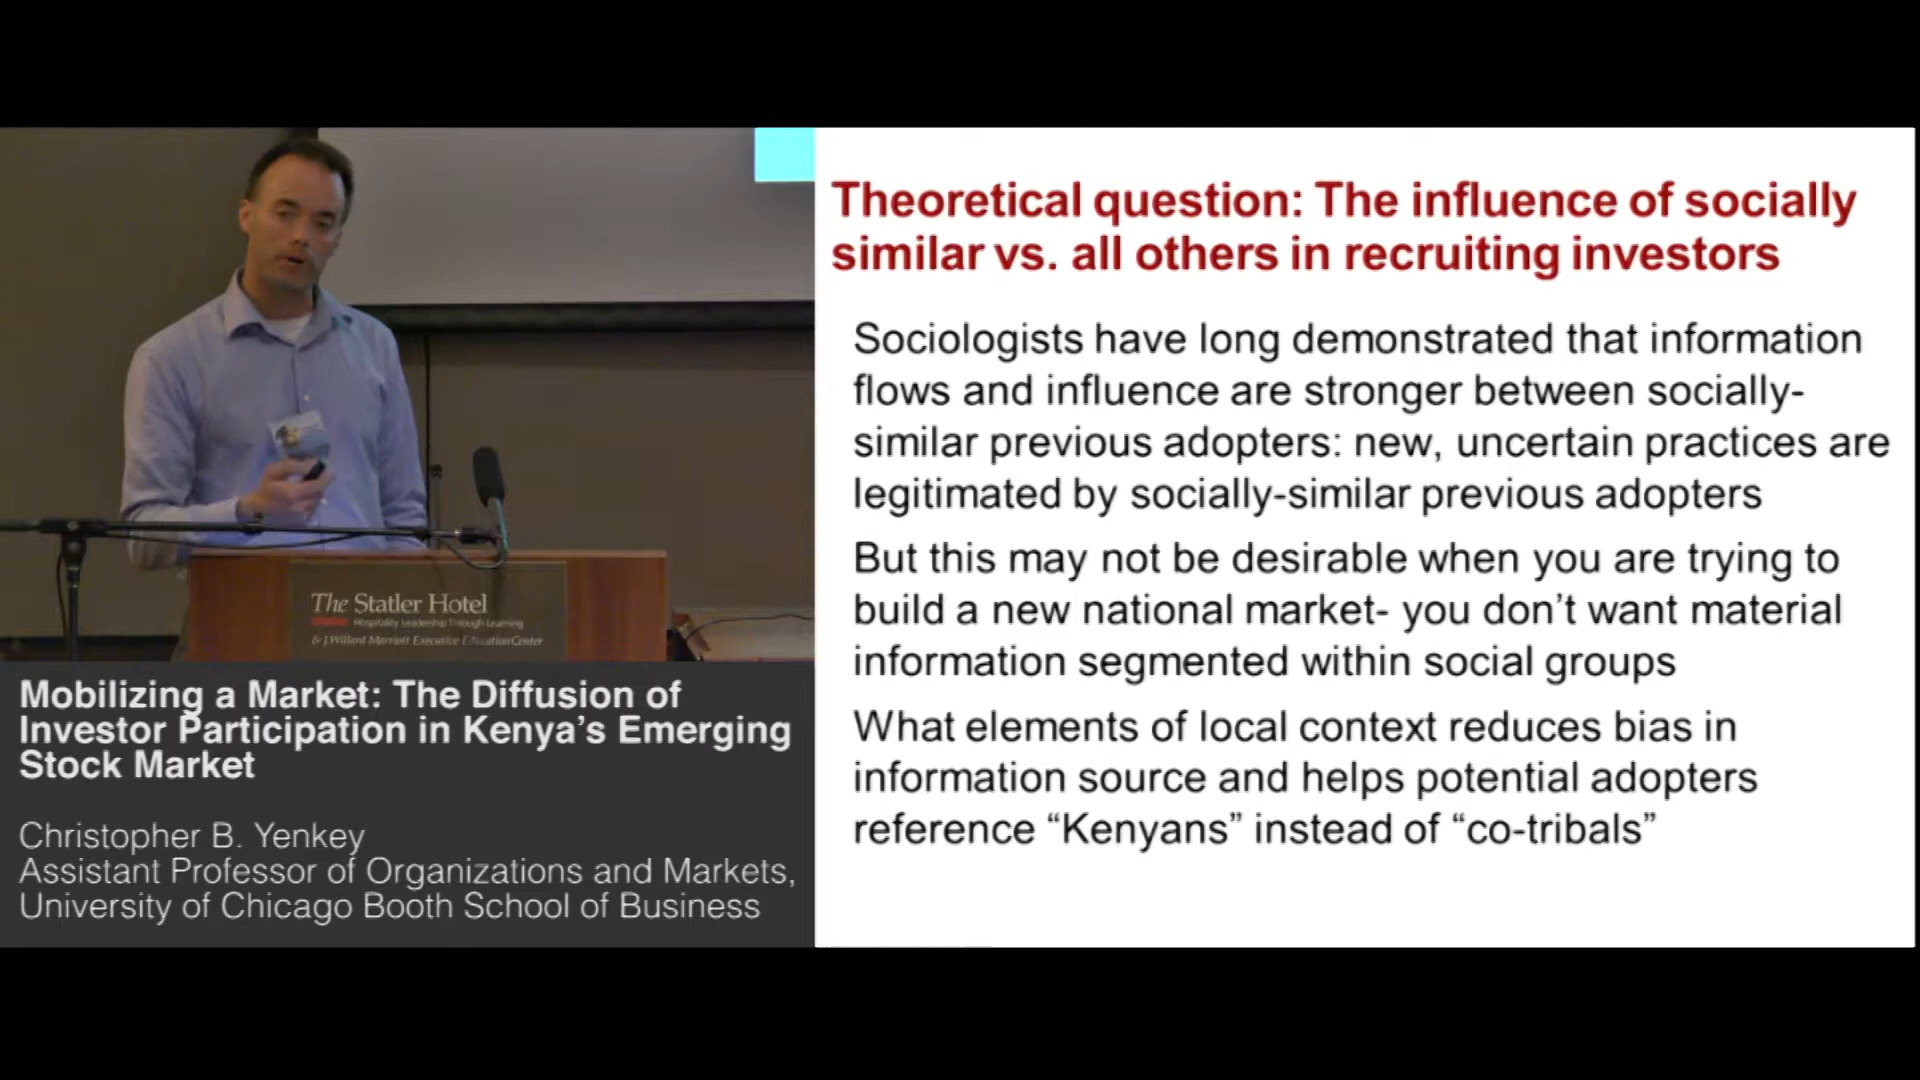 Theoretical question: The influence of socially
similar vs. all others in recruiting investors
Sociologists have long demonstrated that information
flows and influence are stronger between socially-
similar previous adopters: new, uncertain practices are
legitimated by socially-similar previous adopters
But this may not be desirable when you are trying to
build a new national market- you don’t want material
information segmented within social groups
What elements of local context reduces bias in
information source and helps potential adopters
reference “Kenyans” instead of “co-tribals”
The Statler Hotel
Hospitality Leadership Through Learning
& J. Willard Marriott Executive Education Center
Mobilizing a Market: The Diffusion of
Investor Participation in Kenya’s Emerging
Stock Market
Christopher B. Yenkey
Assistant Professor of Organizations and Markets,
University of Chicago Booth School of Business